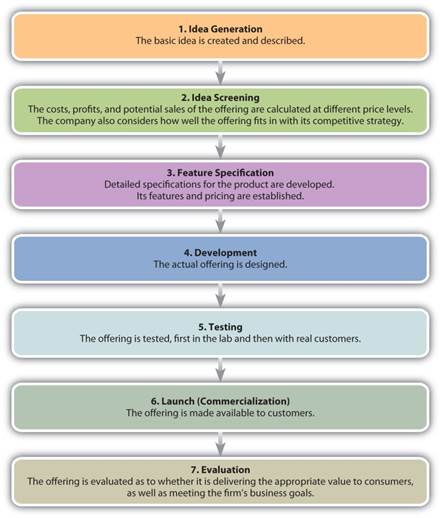 1. Idea Generation
The basic idea is created and described.
2. Idea Screening
The costs, profits, and potential sales of the offering are calculated at different price levels.
The company also considers how well the offering fits in with its competitive strategy.
3. Feature Specification
Detailed specifications for the product are developed.
Its features and pricing are established.
4. Development
The actual offering is designed.
5. Testing
The offering is tested, first in the lab and then with real customers.
6. Launch (Commercialization)
The offering is made available to customers.
7. Evaluation
The offering is evaluated as to whether it is delivering the appropriate value to consumers,
as well as meeting the firm's business goals.